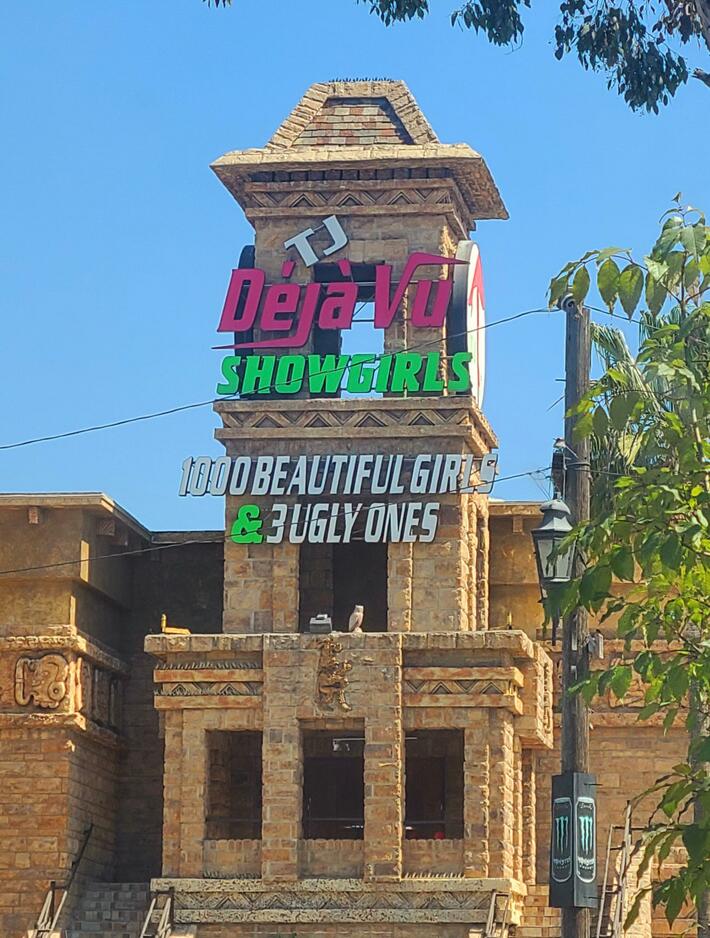 TJ
Déjà Vu
SHOWGIRLS
1000 BEAUTIFUL GIRLS
& 3 UGLY ONES